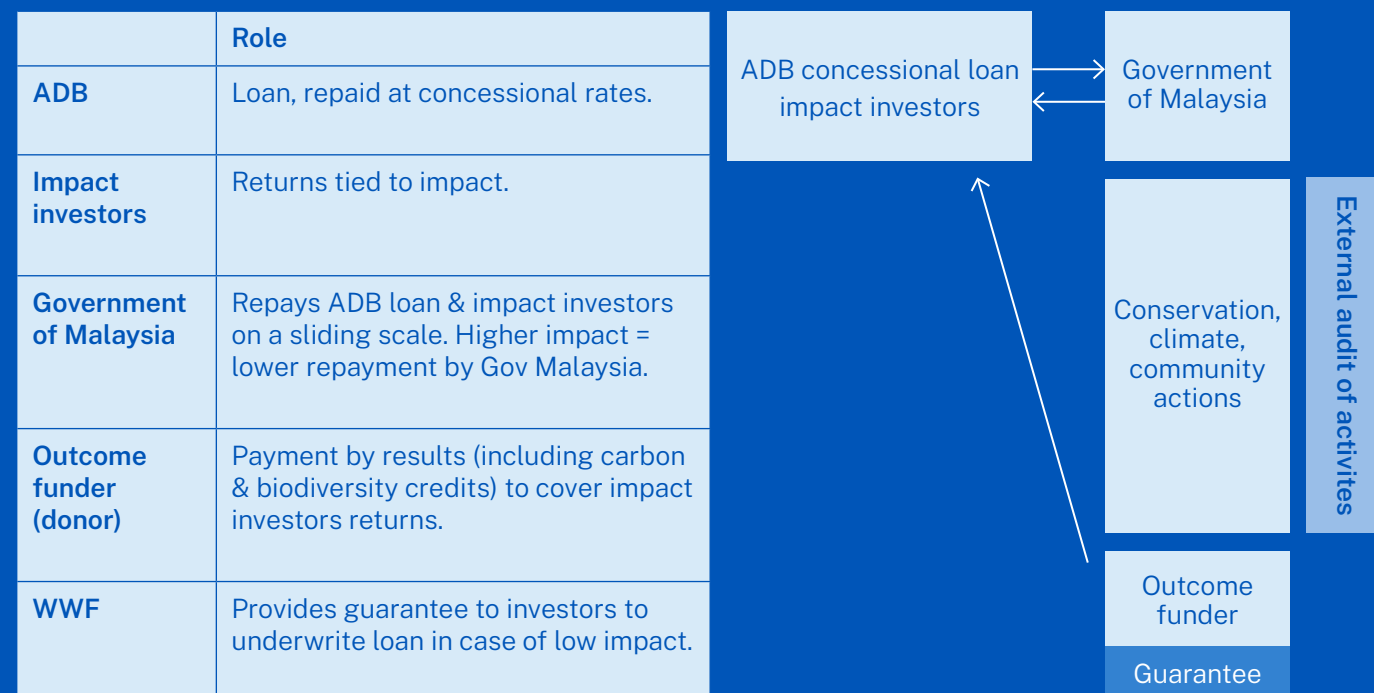 Role
ADB
Loan, repaid at concessional rates.
Impact
investors
Returns tied to impact.
Government
of Malaysia
Repays ADB loan & impact investors
on a sliding scale. Higher impact =
lower repayment by Gov Malaysia.
Outcome
funder
(donor)
Payment by results (including carbon
& biodiversity credits) to cover impact
investors returns.
WWF
Provides guarantee to investors to
underwrite loan in case of low impact.
ADB concessional loan
impact investors
Government
of Malaysia
Conservation,
climate,
community
actions
External audit of activites
Outcome
funder
Guarantee